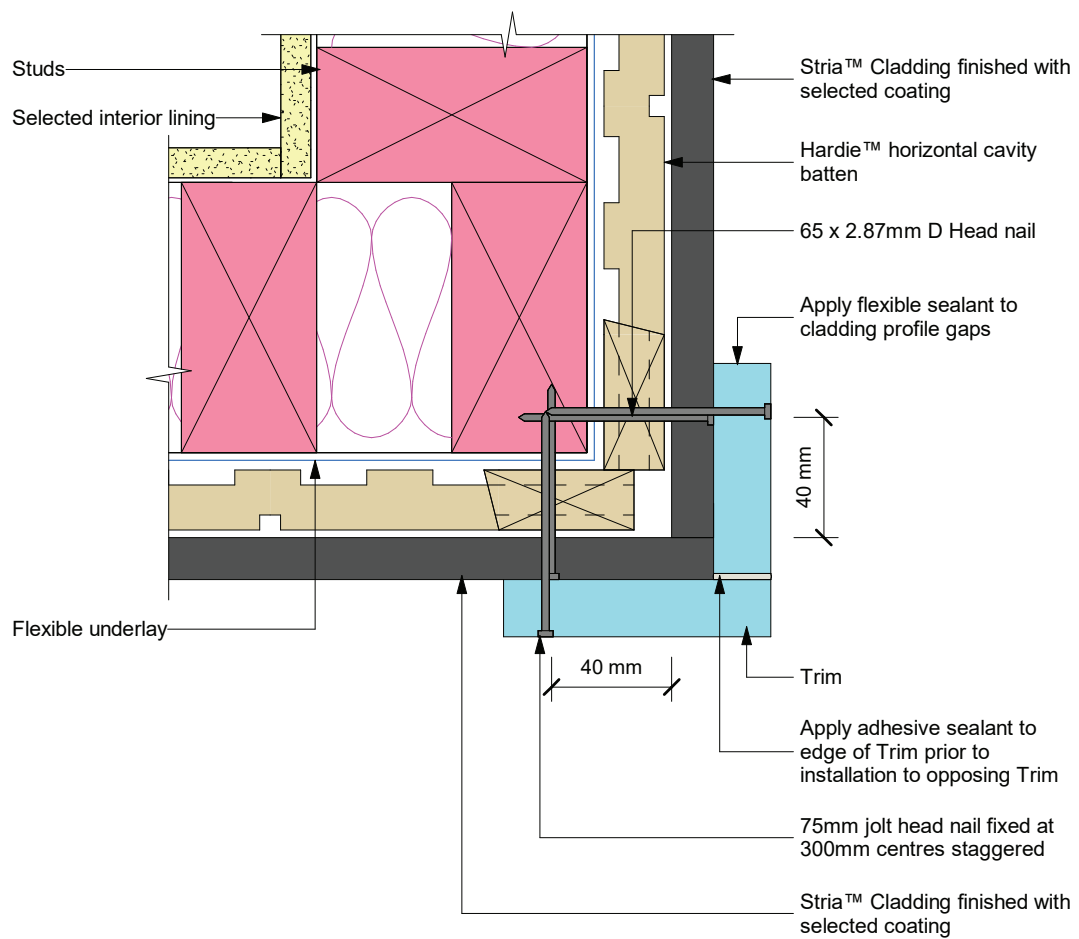 Studs
Selected interior lining
Flexible underlay
Stria™ Cladding finished with
selected coating
Hardie™ horizontal cavity
batten
65 x 2.87mm D Head nail
Apply flexible sealant to
cladding profile gaps
40 mm
40 mm
Trim
Apply adhesive sealant to
edge of Trim prior to
installation to opposing Trim
75mm jolt head nail fixed at
300mm centres staggered
Stria™ Cladding finished with
selected coating